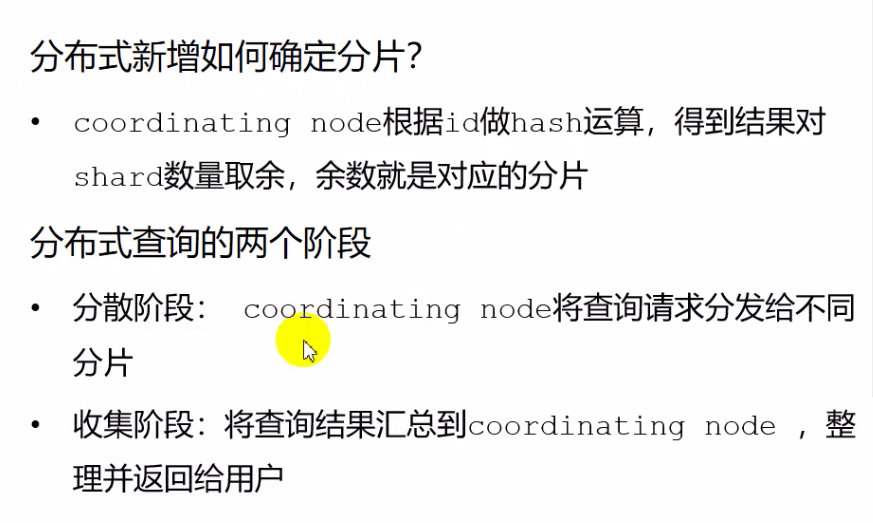 分布式新增如何确定分片？
• coordinating node根据id做hash运算，得到结果对
shard数量取余，余数就是对应的分片
分布式查询的两个阶段
• 分散阶段： coordinating node将查询请求分发给不同
分片
• 收集阶段：将查询结果汇总到coordinating node ，整
理并返回给用户